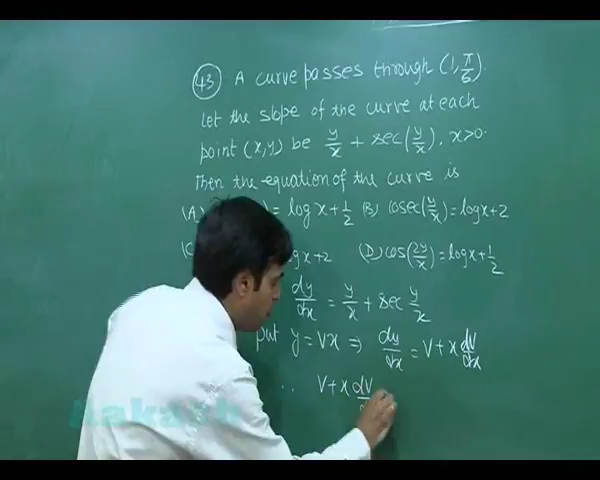 (43) A curve passes through (1, π/6).
Let the slope of the curve at each
point (x,y) be y/x + sec(y/x), x>0.
Then the equation of the curve is
(A) ) = log x + 1/2 (B) cosec(y/x) = log x + 2
(C log x + 2 (D) cos(2y/x) = log x + 1/2
dy/dx = y/x + sec y/x
put y = Vx ⇒ dy/dx = V + x dV/dx
∴ V + x dV/
Aakash